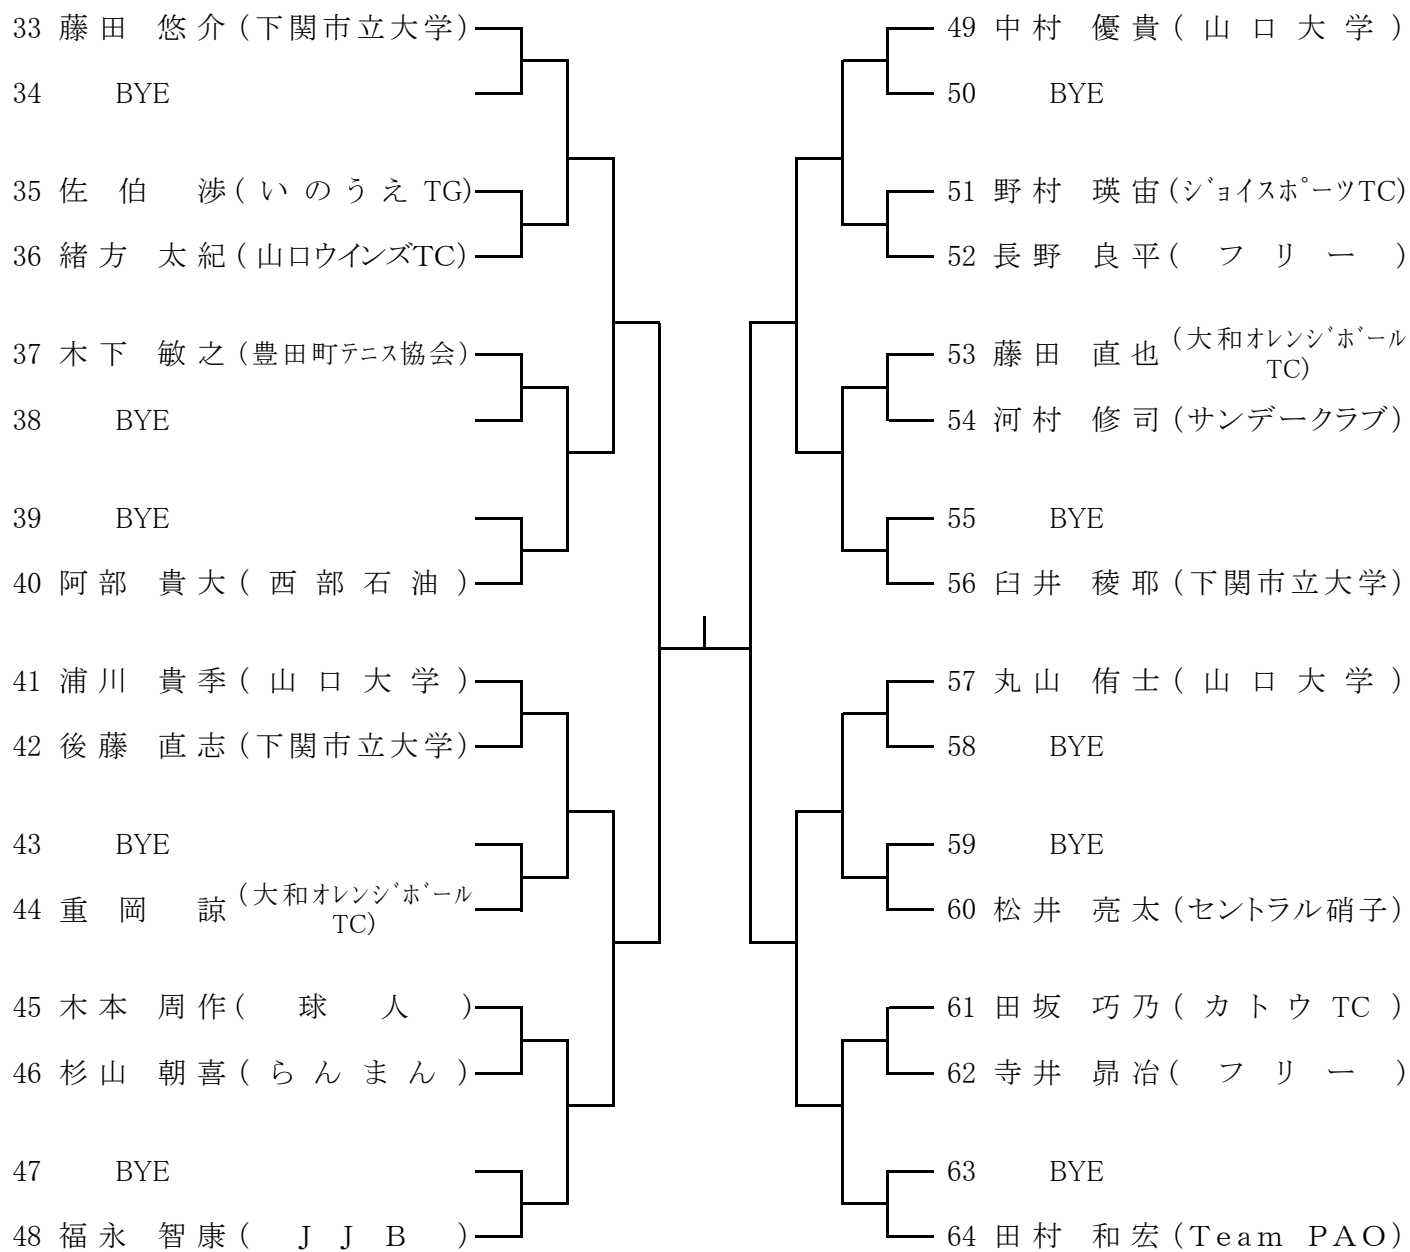 33 藤田 悠介 (下関市立大学)
34 BYE
35 佐伯 渉 (いのうえTG)
36 緒方 太紀 (山口ウインズTC)
37 木下 敏之 (豊田町テニス協会)
38 BYE
39 BYE
40 阿部 貴大 (西部石油)
41 浦川 貴季 (山口大学)
42 後藤 直志 (下関市立大学)
43 BYE
44 重岡 諒 (大和オレンジボール
TC)
45 木本 周作 (球人)
46 杉山 朝喜 (らんまん)
47 BYE
48 福永 智康 (JJB)
49 中村 優貴 (山口大学)
50 BYE
51 野村 瑛宙 (ジョイスポーツTC)
52 長野 良平 (フリー)
53 藤田 直也 (大和オレンジボール
TC)
54 河村 修司 (サンデークラブ)
55 BYE
56 臼井 稜耶 (下関市立大学)
57 丸山 侑士 (山口大学)
58 BYE
59 BYE
60 松井 亮太 (セントラル硝子)
61 田坂 巧乃 (カトウTC)
62 寺井 昴冶 (フリー)
63 BYE
64 田村 和宏 (Team PAO)